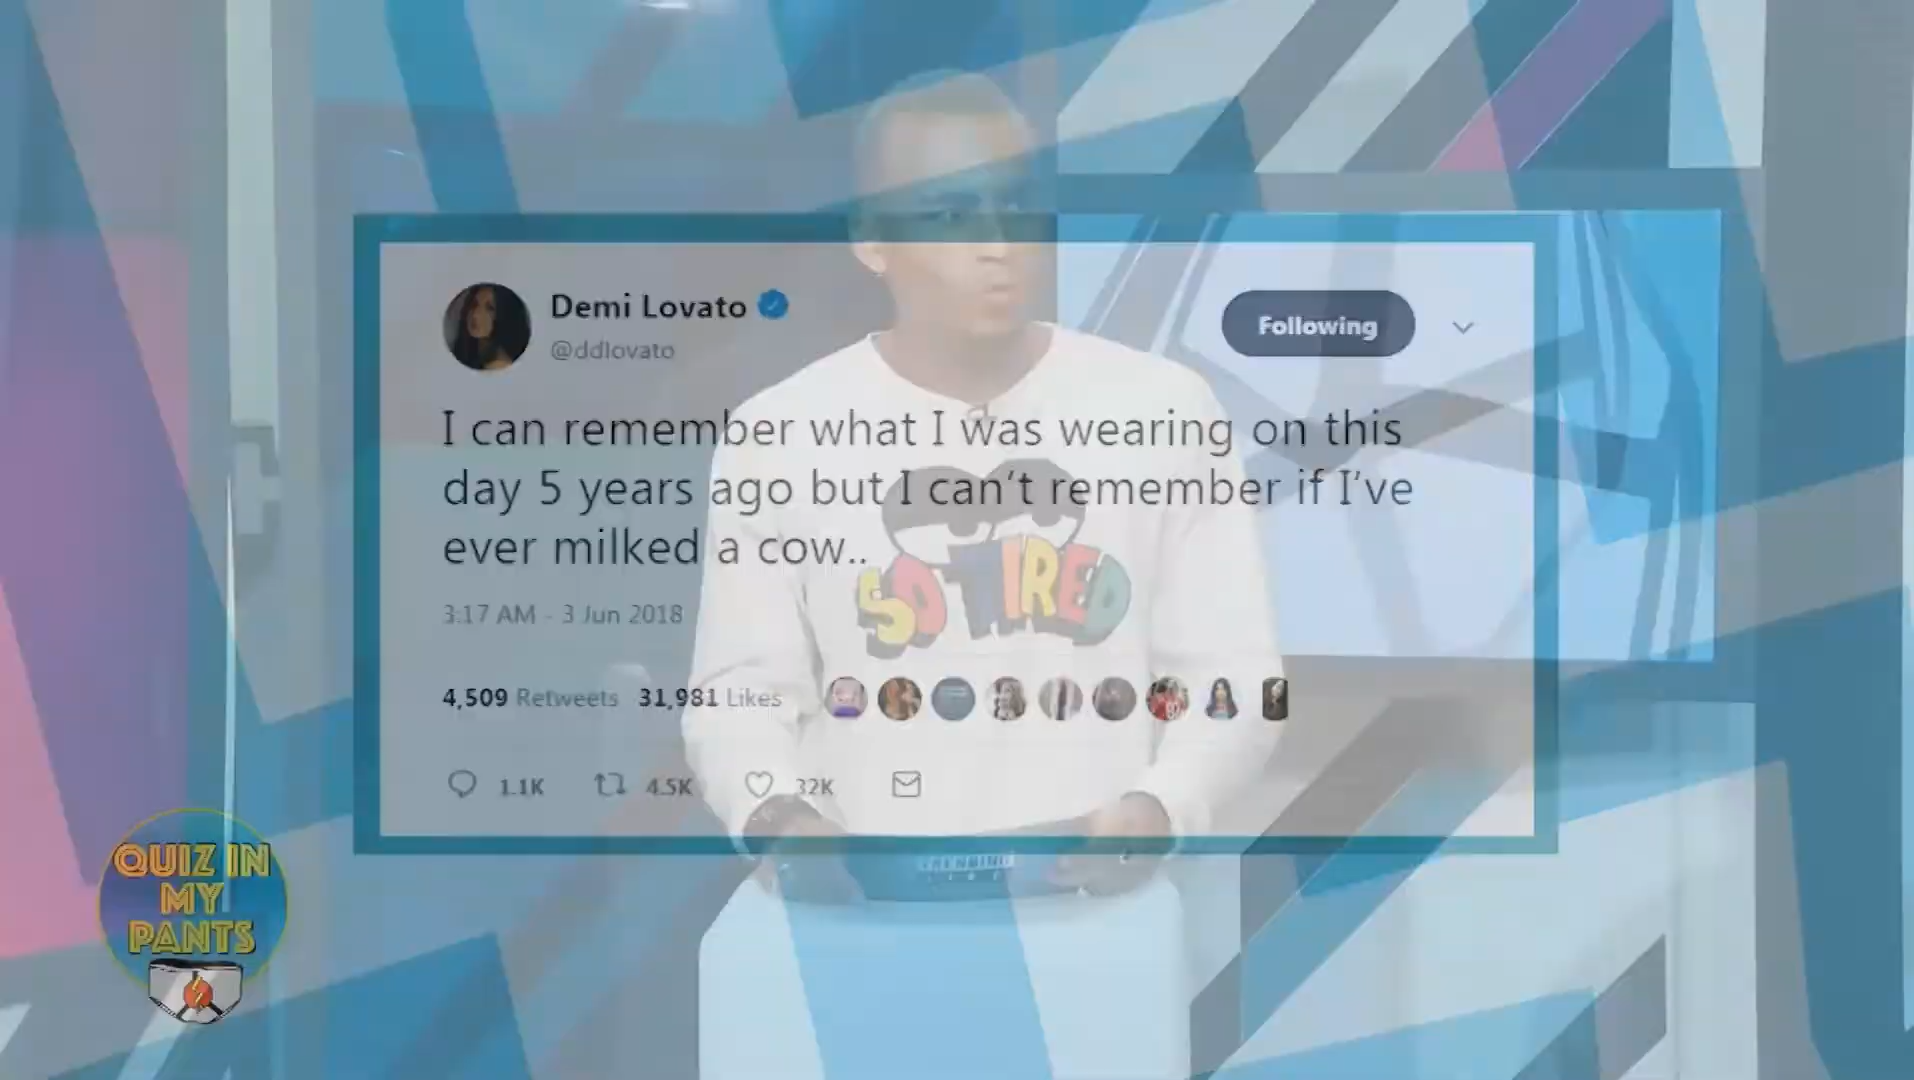 Demi Lovato
@ddlovato
Following
I can remember what I was wearing on this
day 5 years ago but I can't remember if I've
ever milked a cow..
3:17 AM - 3 Jun 2018
4,509 Retweets 31,981 Likes
1.1K 4.5K 32K
SO TIRED
TRENDING
LIVE
QUIZ IN
MY
PANTS